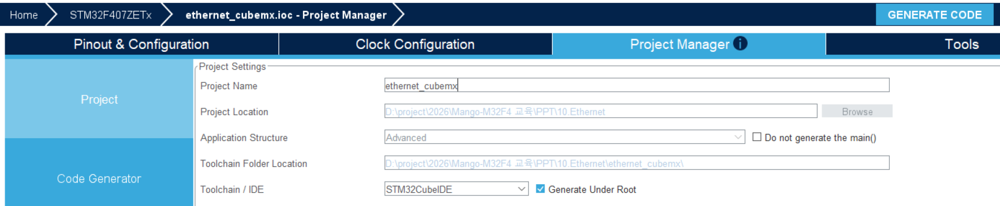 Home STM32F407ZETx ethernet_cubemx.ioc - Project Manager GENERATE CODE
Pinout & Configuration Clock Configuration Project Manager i Tools
Project Settings
Project
Project Name ethernet_cubemx
Project Location D:\project\2026\Mango-M32F4 교육\PPT\10.Ethernet Browse
Application Structure Advanced Do not generate the main()
Toolchain Folder Location D:\project\2026\Mango-M32F4 교육\PPT\10.Ethernet\ethernet_cubemx\
Code Generator
Toolchain / IDE STM32CubeIDE Generate Under Root